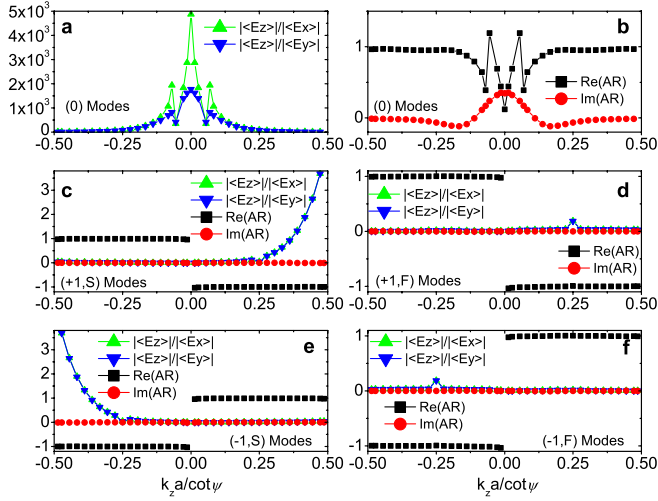 a
|<Ez>|/|<Ex>|
|<Ez>|/|<Ey>|
(0) Modes
5x10³
4x10³
3x10³
2x10³
1x10³
0
-0.50 -0.25 0.00 0.25 0.50
b
Re(AR)
Im(AR)
(0) Modes
1
0
-0.50 -0.25 0.00 0.25 0.50
c
|<Ez>|/|<Ex>|
|<Ez>|/|<Ey>|
Re(AR)
Im(AR)
(+1,S) Modes
3
2
1
0
-1
-0.50 -0.25 0.00 0.25 0.50
d
|<Ez>|/|<Ex>|
|<Ez>|/|<Ey>|
Re(AR)
Im(AR)
(+1,F) Modes
1
0
-1
-0.50 -0.25 0.00 0.25 0.50
e
|<Ez>|/|<Ex>|
|<Ez>|/|<Ey>|
Re(AR)
Im(AR)
(-1,S) Modes
3
2
1
0
-1
-0.50 -0.25 0.00 0.25 0.50
k_z a/cotψ
f
|<Ez>|/|<Ex>|
|<Ez>|/|<Ey>|
Re(AR)
Im(AR)
(-1,F) Modes
1
0
-1
-0.50 -0.25 0.00 0.25 0.50
k_z a/cotψ